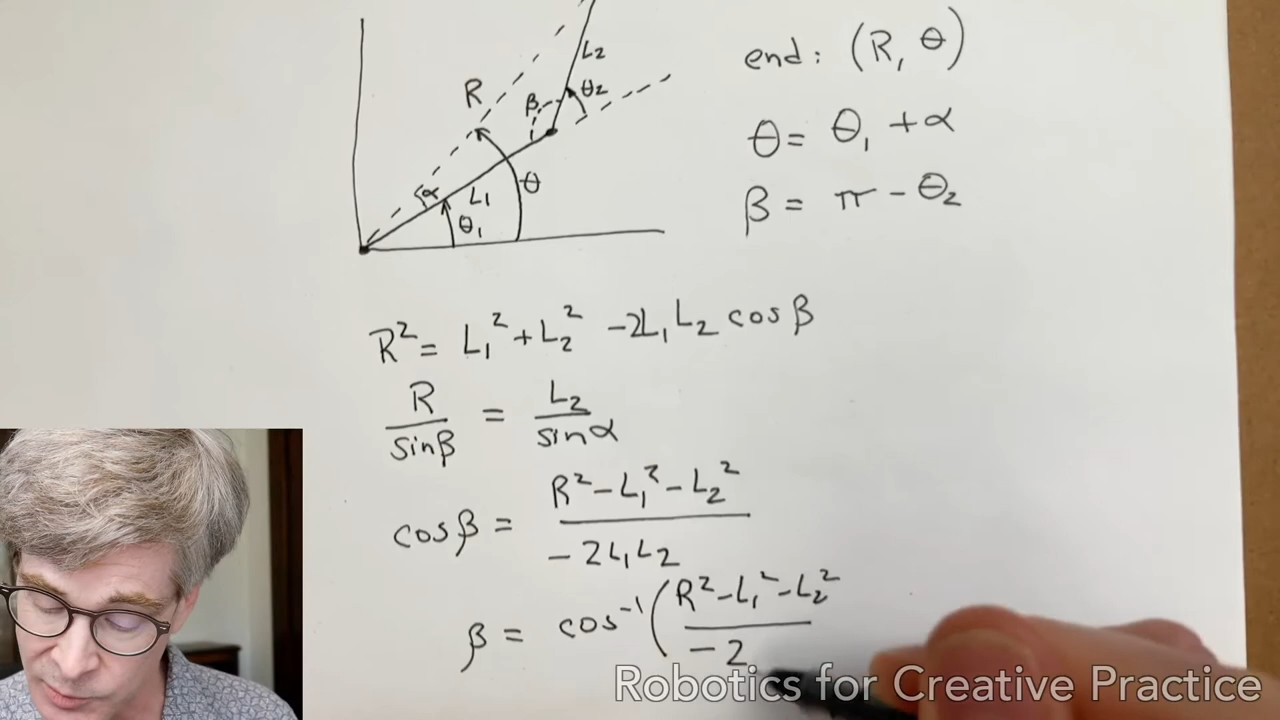 L₂
R
β
θ₂
α
L₁
θ
θ₁
end: (R, θ)
θ = θ₁ + α
β = π - θ₂
R² = L₁² + L₂² - 2L₁L₂ cos β
R/sinβ = L₂/sinα
cosβ = R² - L₁² - L₂² / -2L₁L₂
β = cos⁻¹(R² - L₁² - L₂² / -2
Robotics for Creative Practice